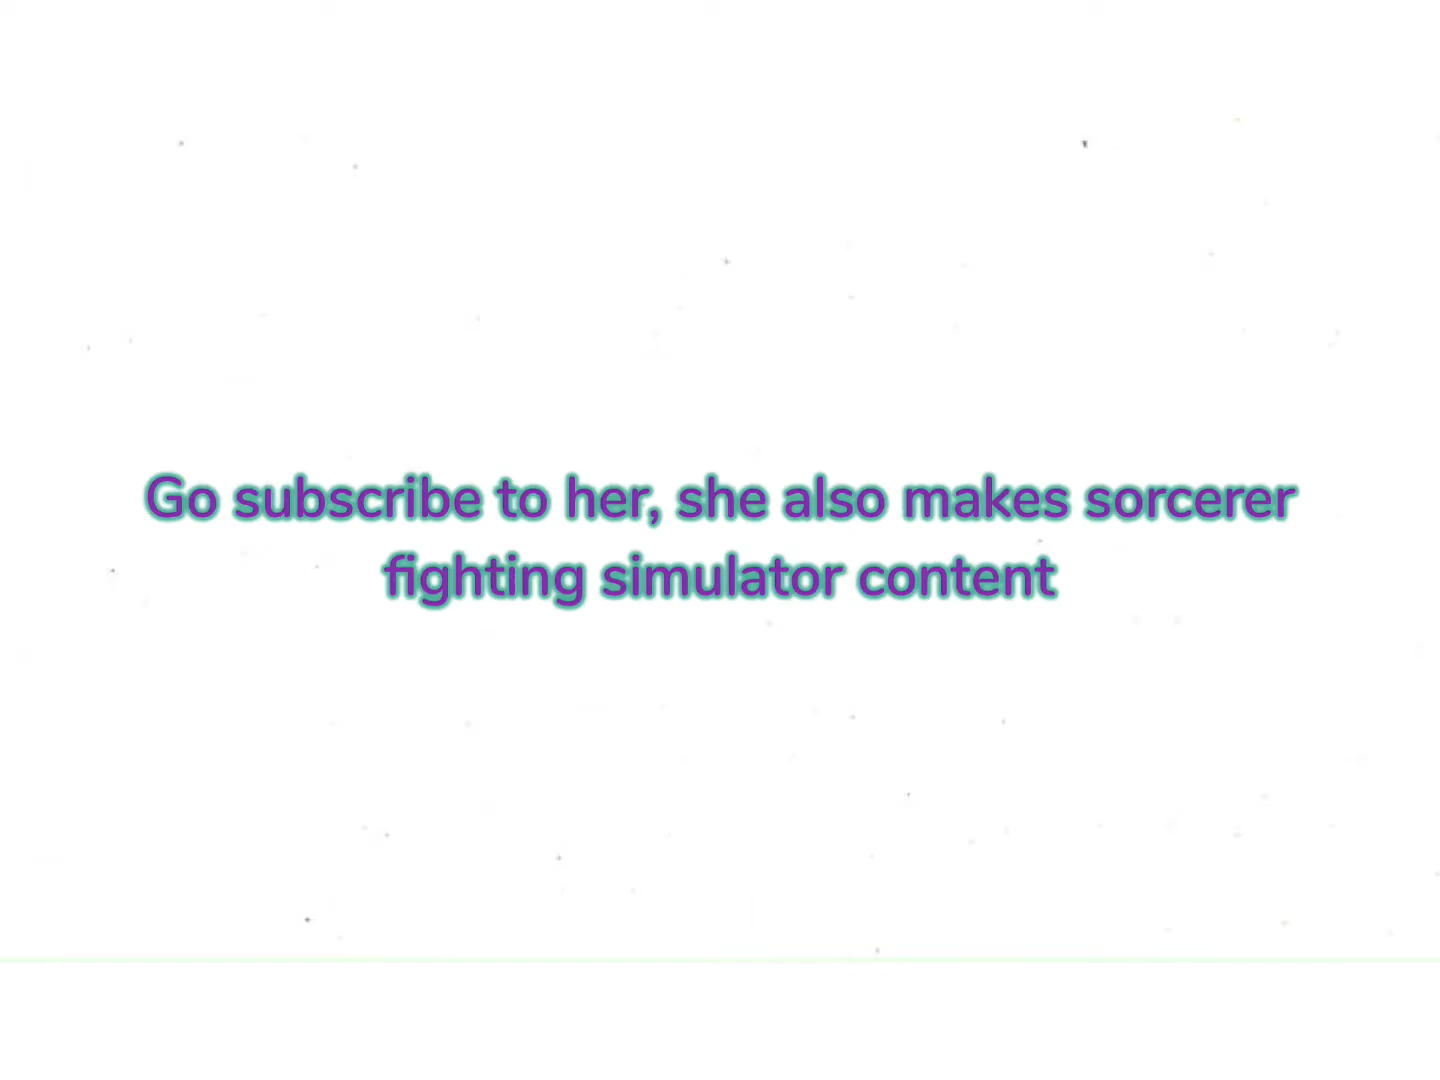 Go subscribe to her, she also makes sorcerer
fighting simulator content